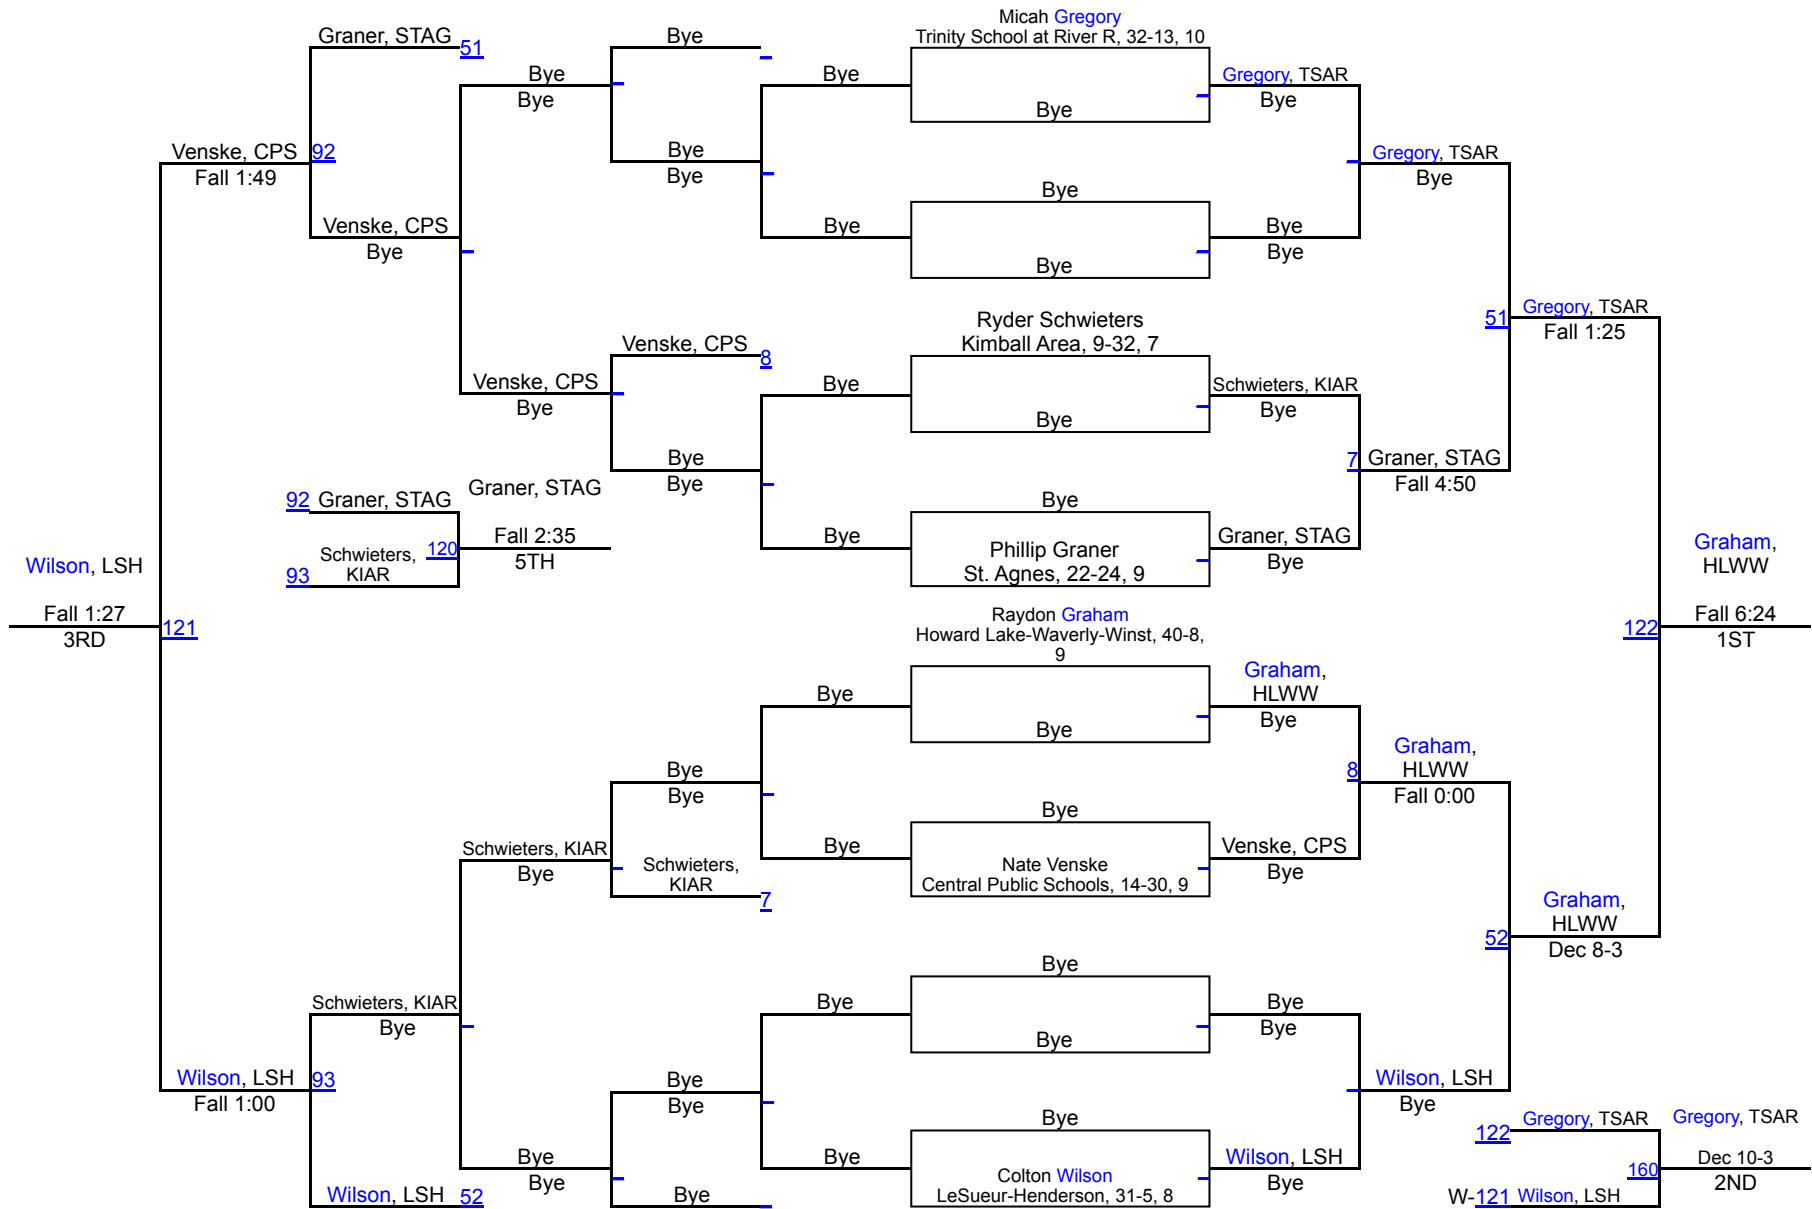 Micah Gregory
Trinity School at River R, 32-13, 10
Graner, STAG
51
Bye
Bye
Bye
Bye
Bye
Gregory, TSAR
Bye
Venske, CPS
92
Fall 1:49
Bye
Bye
Gregory, TSAR
Bye
Venske, CPS
Bye
Bye
Bye
Bye
Bye
Bye
Ryder Schwieters
Kimball Area, 9-32, 7
51
Gregory, TSAR
Fall 1:25
Venske, CPS
8
Venske, CPS
Bye
Bye
Bye
Schwieters, KIAR
Bye
Bye
Bye
7
Graner, STAG
Fall 4:50
92
Graner, STAG
Graner, STAG
Bye
Bye
Phillip Graner
St. Agnes, 22-24, 9
Graner, STAG
Bye
Schwieters,
KIAR
93
120
Fall 2:35
5TH
Wilson, LSH
Fall 1:27
3RD
121
Graham,
HLWW
122
Fall 6:24
1ST
Raydon Graham
Howard Lake-Waverly-Winst, 40-8,
9
Bye
Bye
Graham,
HLWW
Bye
Bye
Bye
8
Graham,
HLWW
Fall 0:00
Bye
Bye
Nate Venske
Central Public Schools, 14-30, 9
Venske, CPS
Bye
Schwieters, KIAR
Bye
Schwieters,
KIAR
7
52
Graham,
HLWW
Dec 8-3
Bye
Bye
Bye
Bye
Bye
Schwieters, KIAR
Bye
Wilson, LSH
93
Fall 1:00
Bye
Bye
Wilson, LSH
Bye
Bye
Bye
Bye
Bye
Colton Wilson
LeSueur-Henderson, 31-5, 8
Wilson, LSH
Bye
Wilson, LSH
52
Bye
122
Gregory, TSAR
Gregory, TSAR
160
Dec 10-3
2ND
W-121
Wilson, LSH